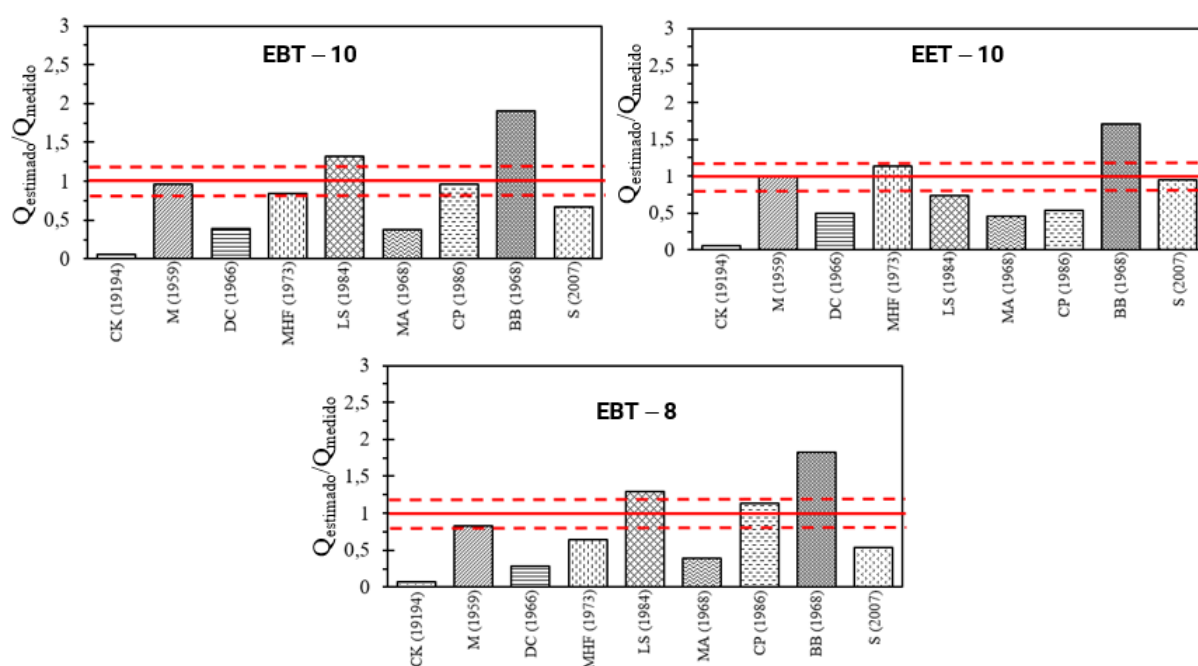 EBT – 10
Qestimado/Qmedido
3
2,5
2
1,5
1
0,5
0
CK (19194)
M (1959)
DC (1966)
MHF (1973)
LS (1984)
MA (1968)
CP (1986)
BB (1968)
S (2007)
EET – 10
Qestimado/Qmedido
3
2,5
2
1,5
1
0,5
0
CK (19194)
M (1959)
DC (1966)
MHF (1973)
LS (1984)
MA (1968)
CP (1986)
BB (1968)
S (2007)
EBT – 8
Qestimado/Qmedido
3
2,5
2
1,5
1
0,5
0
CK (19194)
M (1959)
DC (1966)
MHF (1973)
LS (1984)
MA (1968)
CP (1986)
BB (1968)
S (2007)